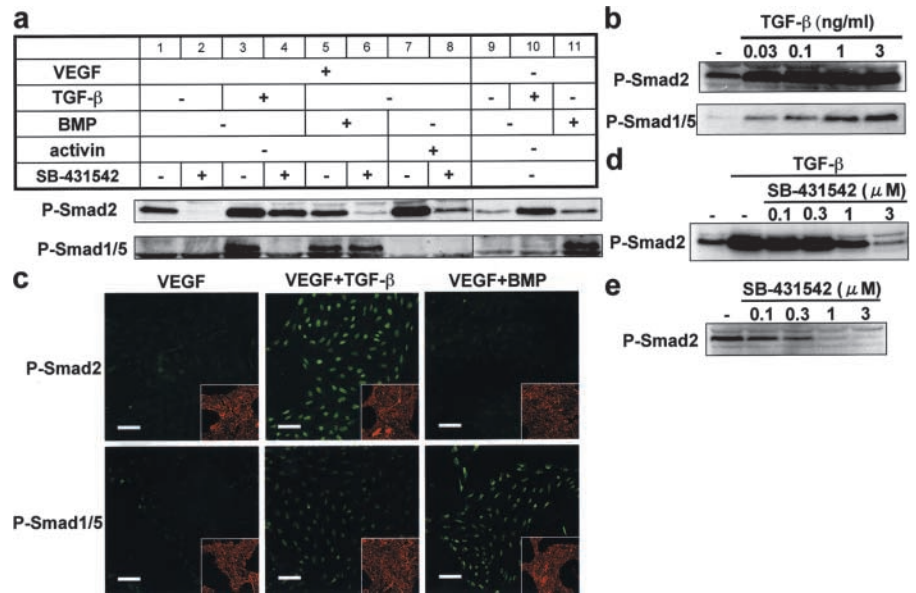 a
1 2 3 4 5 6 7 8 9 10 11
VEGF + -
TGF-β - + - - + -
BMP - + - - +
activin - + -
SB-431542 - + - + - + - + -
P-Smad2
P-Smad1/5
b
TGF-β (ng/ml)
- 0.03 0.1 1 3
P-Smad2
P-Smad1/5
d
TGF-β
SB-431542 (μM)
- - 0.1 0.3 1 3
P-Smad2
e
SB-431542 (μM)
- 0.1 0.3 1 3
P-Smad2
c
VEGF VEGF+TGF-β VEGF+BMP
P-Smad2
P-Smad1/5